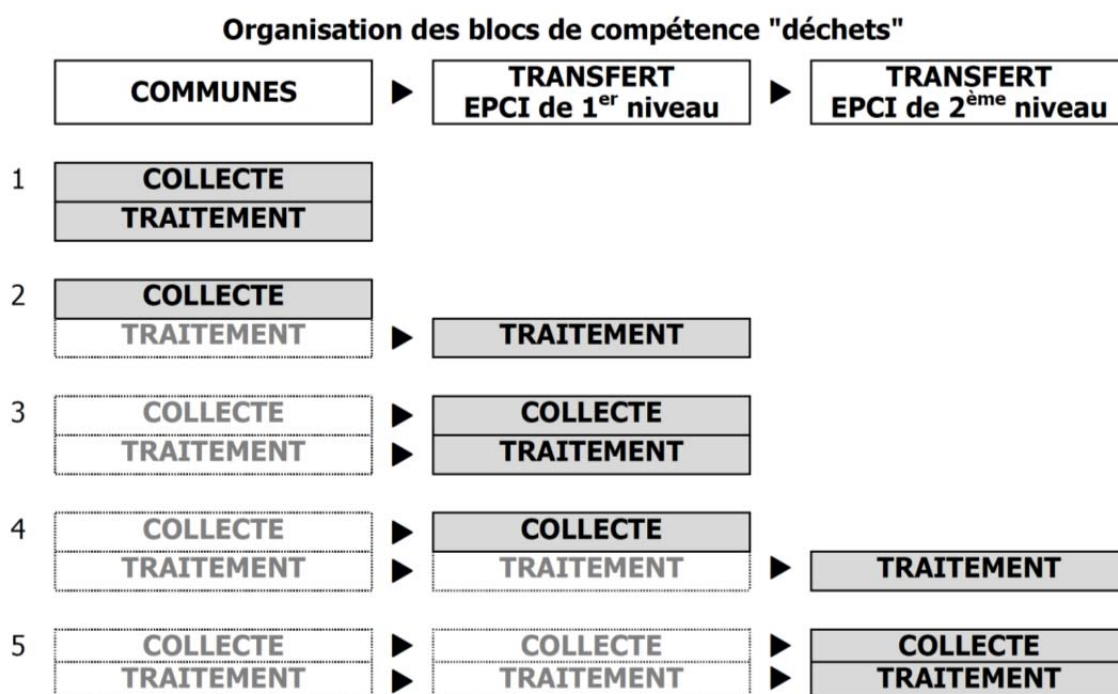 Organisation des blocs de compétence "déchets"
COMMUNES ► TRANSFERT EPCI de 1er niveau ► TRANSFERT EPCI de 2ème niveau
1 COLLECTE
TRAITEMENT
2 COLLECTE
TRAITEMENT ► TRAITEMENT
3 COLLECTE ► COLLECTE
TRAITEMENT ► TRAITEMENT
4 COLLECTE ► COLLECTE
TRAITEMENT ► TRAITEMENT ► TRAITEMENT
5 COLLECTE ► COLLECTE ► COLLECTE
TRAITEMENT ► TRAITEMENT ► TRAITEMENT